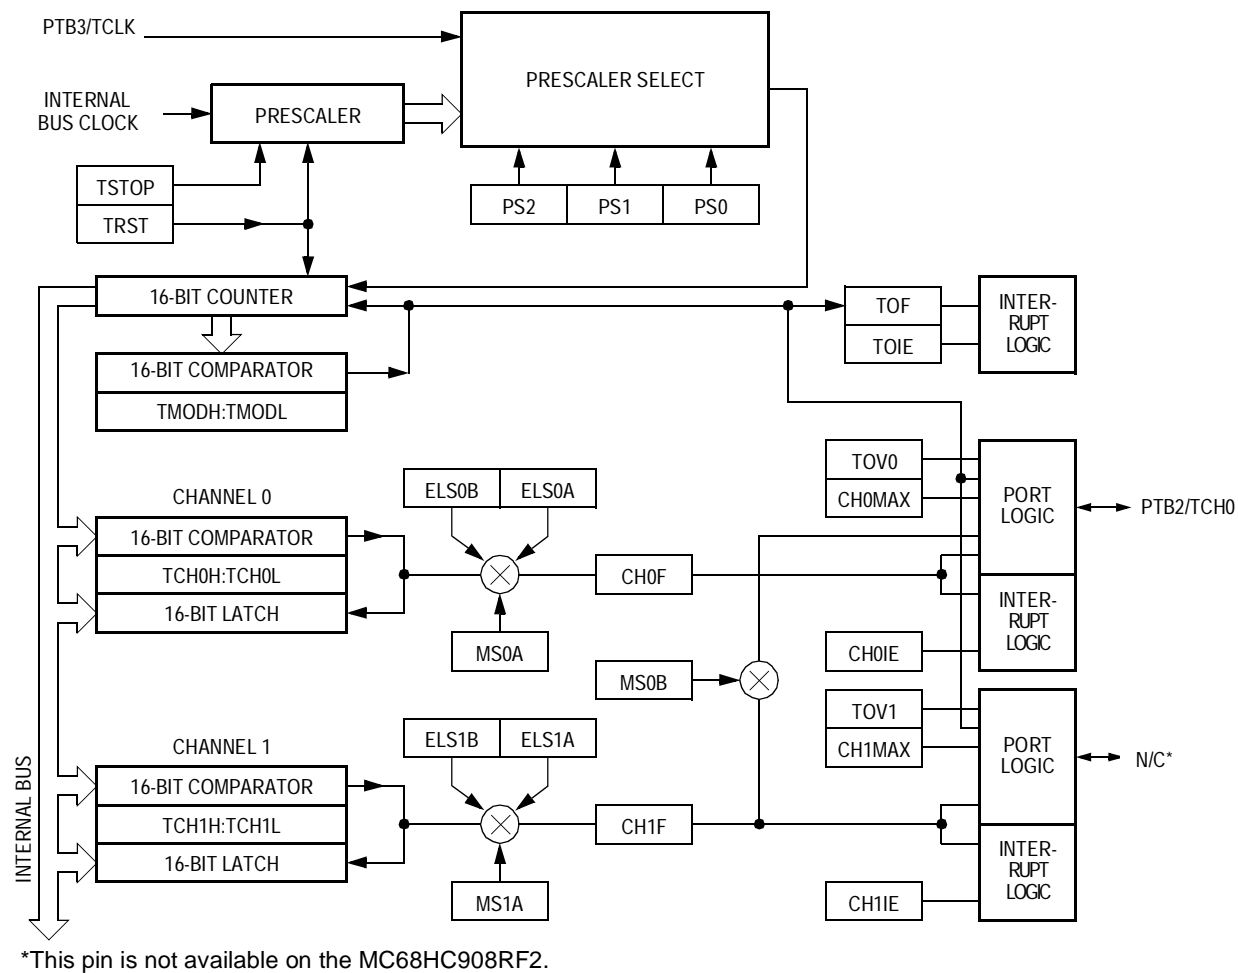 PTB3/TCLK
PRESCALER SELECT
INTERNAL
BUS CLOCK
PRESCALER
TSTOP
TRST
PS2
PS1
PS0
16-BIT COUNTER
16-BIT COMPARATOR
TMODH:TMODL
TOF
TOIE
INTER-
RUPT
LOGIC
CHANNEL 0
16-BIT COMPARATOR
TCH0H:TCH0L
16-BIT LATCH
ELS0B
ELS0A
MS0A
CH0F
TOV0
CH0MAX
PORT
LOGIC
PTB2/TCH0
INTER-
RUPT
LOGIC
CH0IE
MS0B
CHANNEL 1
16-BIT COMPARATOR
TCH1H:TCH1L
16-BIT LATCH
ELS1B
ELS1A
MS1A
CH1F
TOV1
CH1MAX
PORT
LOGIC
N/C*
INTER-
RUPT
LOGIC
CH1IE
INTERNAL BUS
*This pin is not available on the MC68HC908RF2.